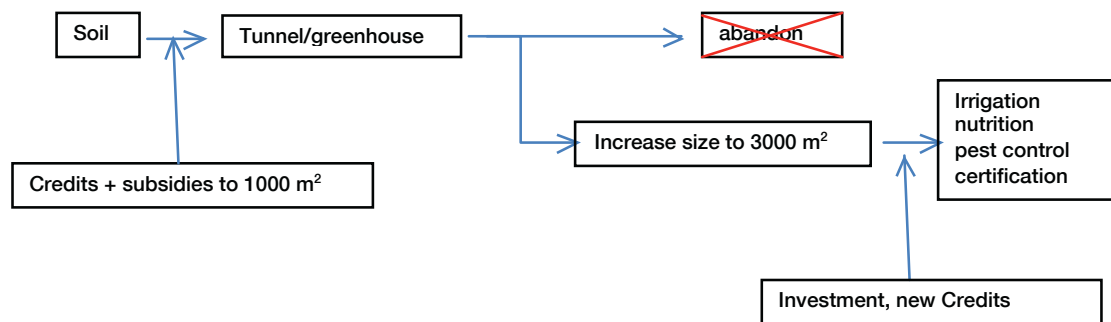 Soil
Tunnel/greenhouse
abandon
Increase size to 3000 m²
Irrigation
nutrition
pest control
certification
Credits + subsidies to 1000 m²
Investment, new Credits